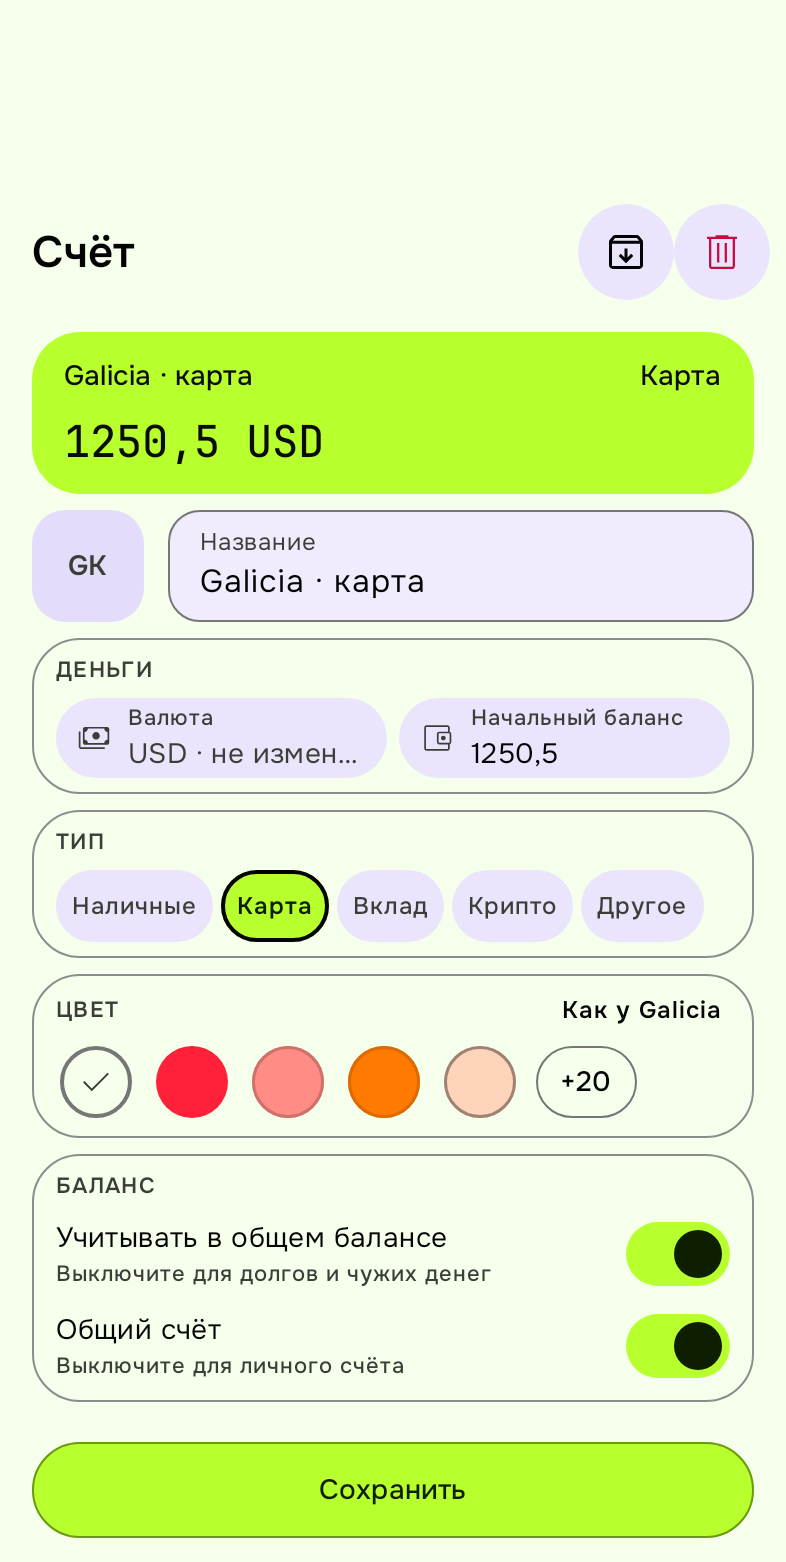 Счёт
Galicia · карта
Карта
1250,5 USD
GK
Название
Galicia · карта
ДЕНЬГИ
Валюта
USD · не измен...
Начальный баланс
1250,5
ТИП
Наличные
Карта
Вклад
Крипто
Другое
ЦВЕТ
Как у Galicia
+20
БАЛАНС
Учитывать в общем балансе
Выключите для долгов и чужих денег
Общий счёт
Выключите для личного счёта
Сохранить